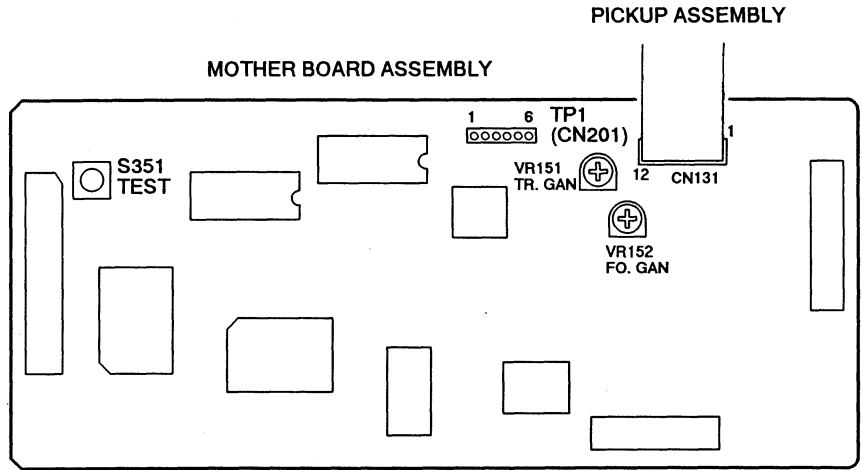 PICKUP ASSEMBLY
MOTHER BOARD ASSEMBLY
1 6 TP1
(CN201)
1
S351
TEST
VR151
TR. GAN
12 CN131
VR152
FO. GAN